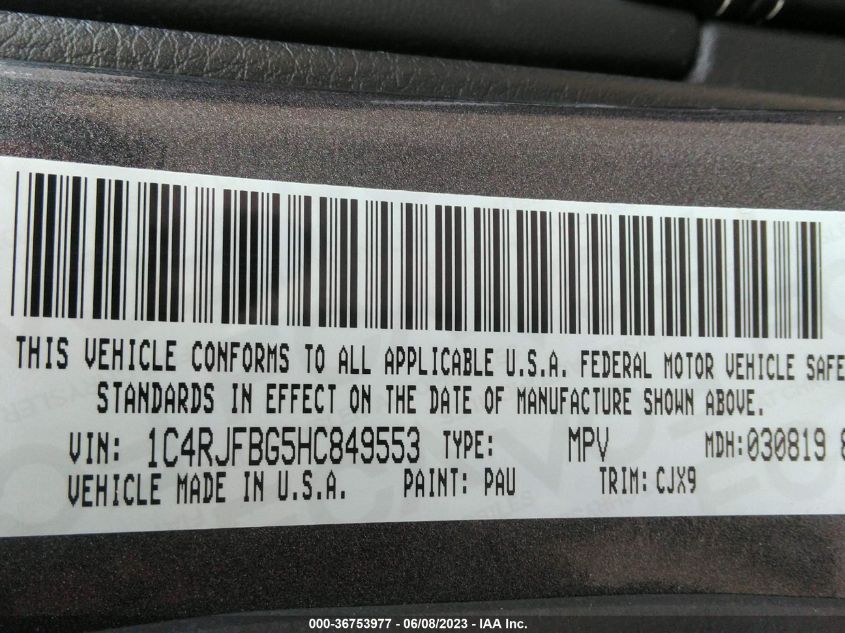 THIS VEHICLE CONFORMS TO ALL APPLICABLE U.S.A. FEDERAL MOTOR VEHICLE SAFE
STANDARDS IN EFFECT ON THE DATE OF MANUFACTURE SHOWN ABOVE.
VIN: 1C4RJFBG5HC849553 TYPE: MPV MDH:030819 8
VEHICLE MADE IN U.S.A. PAINT: PAU TRIM: CJX9
000-36753977 - 06/08/2023 - IAA Inc.